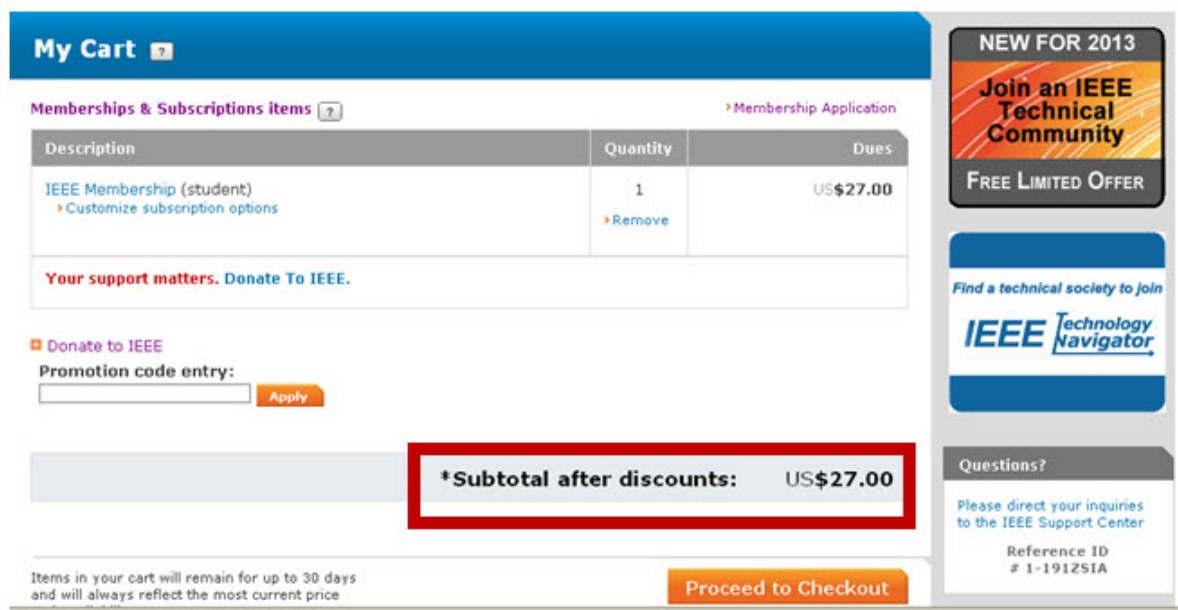 My Cart ?
Memberships & Subscriptions items ?
Membership Application
Description Quantity Dues
IEEE Membership (student) 1 US$27.00
Customize subscription options
Remove
Your support matters. Donate To IEEE.
Donate to IEEE
Promotion code entry:
Apply
*Subtotal after discounts: US$27.00
Items in your cart will remain for up to 30 days
and will always reflect the most current price
Proceed to Checkout
NEW FOR 2013
Join an IEEE
Technical
Community
FREE LIMITED OFFER
Find a technical society to join
IEEE Technology
Navigator
Questions?
Please direct your inquiries
to the IEEE Support Center
Reference ID
# 1-191ZSIA